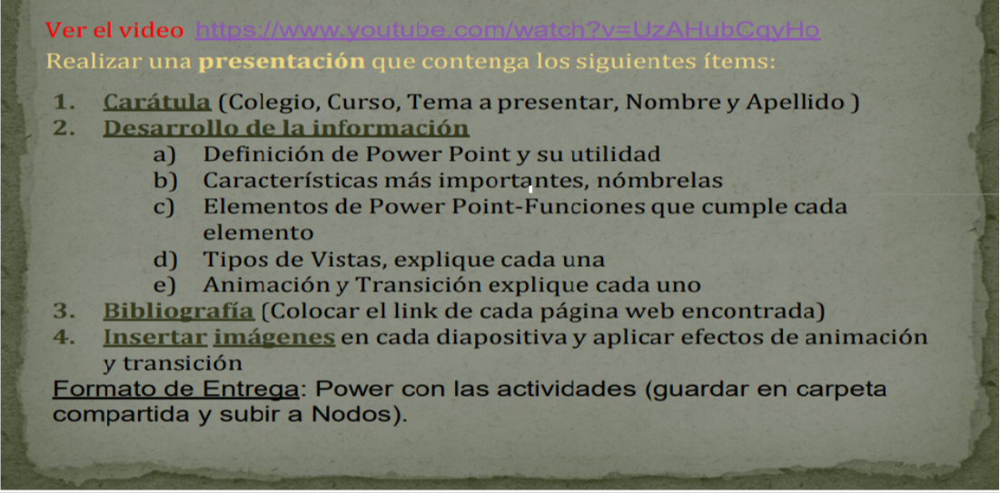 Ver el video https://www.youtube.com/watch?v=UzAHubCqyHo
Realizar una presentación que contenga los siguientes ítems:
1. Carátula (Colegio, Curso, Tema a presentar, Nombre y Apellido )
2. Desarrollo de la información
a) Definición de Power Point y su utilidad
b) Características más importantes, nómbrelas
c) Elementos de Power Point-Funciones que cumple cada
elemento
d) Tipos de Vistas, explique cada una
e) Animación y Transición explique cada uno
3. Bibliografía (Colocar el link de cada página web encontrada)
4. Insertar imágenes en cada diapositiva y aplicar efectos de animación
y transición
Formato de Entrega: Power con las actividades (guardar en carpeta
compartida y subir a Nodos).